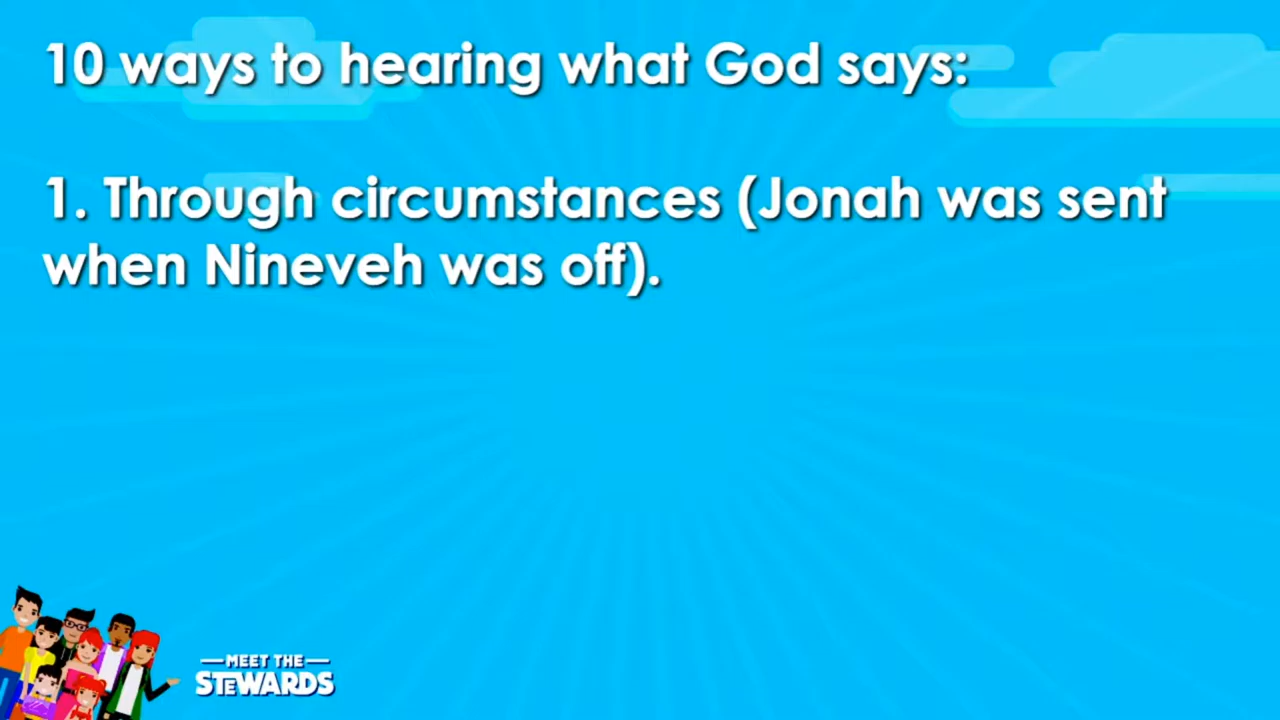 10 ways to hearing what God says:
1. Through circumstances (Jonah was sent
when Nineveh was off).
MEET THE
STEWARDS